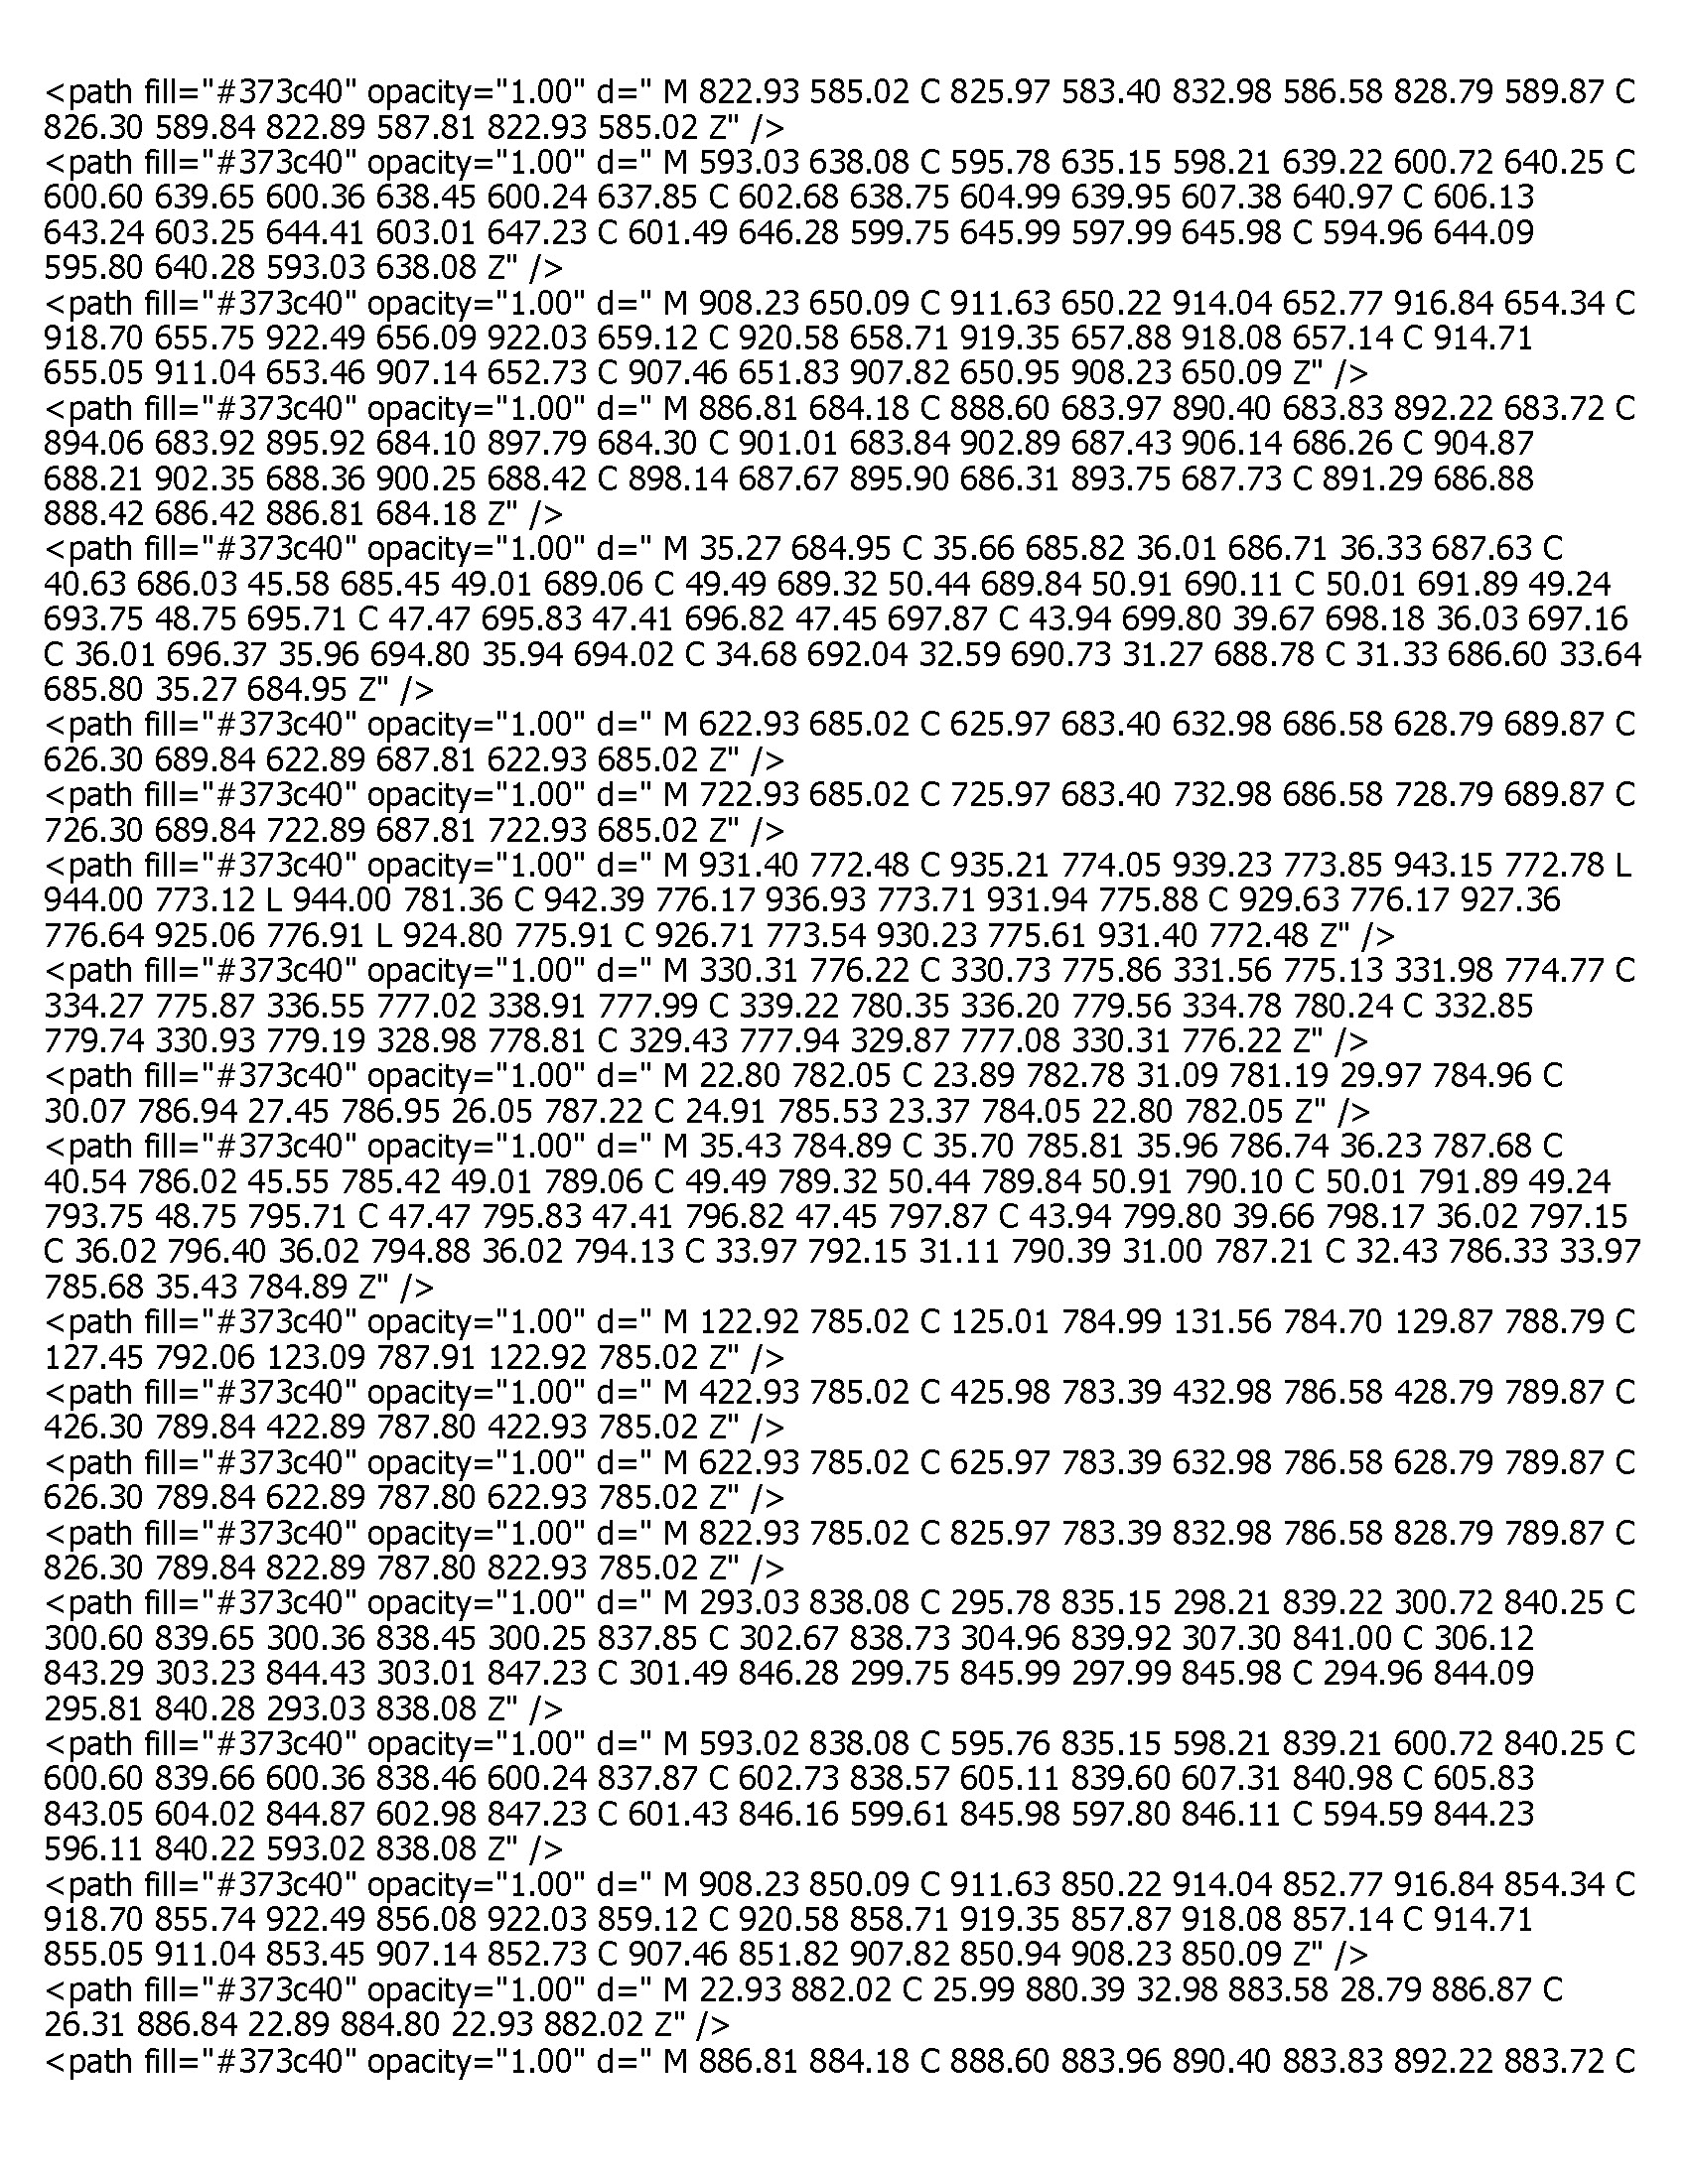 <path fill="#373c40" opacity="1.00" d=" M 822.93 585.02 C 825.97 583.40 832.98 586.58 828.79 589.87 C
826.30 589.84 822.89 587.81 822.93 585.02 Z" />
<path fill="#373c40" opacity="1.00" d=" M 593.03 638.08 C 595.78 635.15 598.21 639.22 600.72 640.25 C
600.60 639.65 600.36 638.45 600.24 637.85 C 602.68 638.75 604.99 639.95 607.38 640.97 C 606.13
643.24 603.25 644.41 603.01 647.23 C 601.49 646.28 599.75 645.99 597.99 645.98 C 594.96 644.09
595.80 640.28 593.03 638.08 Z" />
<path fill="#373c40" opacity="1.00" d=" M 908.23 650.09 C 911.63 650.22 914.04 652.77 916.84 654.34 C
918.70 655.75 922.49 656.09 922.03 659.12 C 920.58 658.71 919.35 657.88 918.08 657.14 C 914.71
655.05 911.04 653.46 907.14 652.73 C 907.46 651.83 907.82 650.95 908.23 650.09 Z" />
<path fill="#373c40" opacity="1.00" d=" M 886.81 684.18 C 888.60 683.97 890.40 683.83 892.22 683.72 C
894.06 683.92 895.92 684.10 897.79 684.30 C 901.01 683.84 902.89 687.43 906.14 686.26 C 904.87
688.21 902.35 688.36 900.25 688.42 C 898.14 687.67 895.90 686.31 893.75 687.73 C 891.29 686.88
888.42 686.42 886.81 684.18 Z" />
<path fill="#373c40" opacity="1.00" d=" M 35.27 684.95 C 35.66 685.82 36.01 686.71 36.33 687.63 C
40.63 686.03 45.58 685.45 49.01 689.06 C 49.49 689.32 50.44 689.84 50.91 690.11 C 50.01 691.89 49.24
693.75 48.75 695.71 C 47.47 695.83 47.41 696.82 47.45 697.87 C 43.94 699.80 39.67 698.18 36.03 697.16
C 36.01 696.37 35.96 694.80 35.94 694.02 C 34.68 692.04 32.59 690.73 31.27 688.78 C 31.33 686.60 33.64
685.80 35.27 684.95 Z" />
<path fill="#373c40" opacity="1.00" d=" M 622.93 685.02 C 625.97 683.40 632.98 686.58 628.79 689.87 C
626.30 689.84 622.89 687.81 622.93 685.02 Z" />
<path fill="#373c40" opacity="1.00" d=" M 722.93 685.02 C 725.97 683.40 732.98 686.58 728.79 689.87 C
726.30 689.84 722.89 687.81 722.93 685.02 Z" />
<path fill="#373c40" opacity="1.00" d=" M 931.40 772.48 C 935.21 774.05 939.23 773.85 943.15 772.78 L
944.00 773.12 L 944.00 781.36 C 942.39 776.17 936.93 773.71 931.94 775.88 C 929.63 776.17 927.36
776.64 925.06 776.91 L 924.80 775.91 C 926.71 773.54 930.23 775.61 931.40 772.48 Z" />
<path fill="#373c40" opacity="1.00" d=" M 330.31 776.22 C 330.73 775.86 331.56 775.13 331.98 774.77 C
334.27 775.87 336.55 777.02 338.91 777.99 C 339.22 780.35 336.20 779.56 334.78 780.24 C 332.85
779.74 330.93 779.19 328.98 778.81 C 329.43 777.94 329.87 777.08 330.31 776.22 Z" />
<path fill="#373c40" opacity="1.00" d=" M 22.80 782.05 C 23.89 782.78 31.09 781.19 29.97 784.96 C
30.07 786.94 27.45 786.95 26.05 787.22 C 24.91 785.53 23.37 784.05 22.80 782.05 Z" />
<path fill="#373c40" opacity="1.00" d=" M 35.43 784.89 C 35.70 785.81 35.96 786.74 36.23 787.68 C
40.54 786.02 45.55 785.42 49.01 789.06 C 49.49 789.32 50.44 789.84 50.91 790.10 C 50.01 791.89 49.24
793.75 48.75 795.71 C 47.47 795.83 47.41 796.82 47.45 797.87 C 43.94 799.80 39.66 798.17 36.02 797.15
C 36.02 796.40 36.02 794.88 36.02 794.13 C 33.97 792.15 31.11 790.39 31.00 787.21 C 32.43 786.33 33.97
785.68 35.43 784.89 Z" />
<path fill="#373c40" opacity="1.00" d=" M 122.92 785.02 C 125.01 784.99 131.56 784.70 129.87 788.79 C
127.45 792.06 123.09 787.91 122.92 785.02 Z" />
<path fill="#373c40" opacity="1.00" d=" M 422.93 785.02 C 425.98 783.39 432.98 786.58 428.79 789.87 C
426.30 789.84 422.89 787.80 422.93 785.02 Z" />
<path fill="#373c40" opacity="1.00" d=" M 622.93 785.02 C 625.97 783.39 632.98 786.58 628.79 789.87 C
626.30 789.84 622.89 787.80 622.93 785.02 Z" />
<path fill="#373c40" opacity="1.00" d=" M 822.93 785.02 C 825.97 783.39 832.98 786.58 828.79 789.87 C
826.30 789.84 822.89 787.80 822.93 785.02 Z" />
<path fill="#373c40" opacity="1.00" d=" M 293.03 838.08 C 295.78 835.15 298.21 839.22 300.72 840.25 C
300.60 839.65 300.36 838.45 300.25 837.85 C 302.67 838.73 304.96 839.92 307.30 841.00 C 306.12
843.29 303.23 844.43 303.01 847.23 C 301.49 846.28 299.75 845.99 297.99 845.98 C 294.96 844.09
295.81 840.28 293.03 838.08 Z" />
<path fill="#373c40" opacity="1.00" d=" M 593.02 838.08 C 595.76 835.15 598.21 839.21 600.72 840.25 C
600.60 839.66 600.36 838.46 600.24 837.87 C 602.73 838.57 605.11 839.60 607.31 840.98 C 605.83
843.05 604.02 844.87 602.98 847.23 C 601.43 846.16 599.61 845.98 597.80 846.11 C 594.59 844.23
596.11 840.22 593.02 838.08 Z" />
<path fill="#373c40" opacity="1.00" d=" M 908.23 850.09 C 911.63 850.22 914.04 852.77 916.84 854.34 C
918.70 855.74 922.49 856.08 922.03 859.12 C 920.58 858.71 919.35 857.87 918.08 857.14 C 914.71
855.05 911.04 853.45 907.14 852.73 C 907.46 851.82 907.82 850.94 908.23 850.09 Z" />
<path fill="#373c40" opacity="1.00" d=" M 22.93 882.02 C 25.99 880.39 32.98 883.58 28.79 886.87 C
26.31 886.84 22.89 884.80 22.93 882.02 Z" />
<path fill="#373c40" opacity="1.00" d=" M 886.81 884.18 C 888.60 883.96 890.40 883.83 892.22 883.72 C